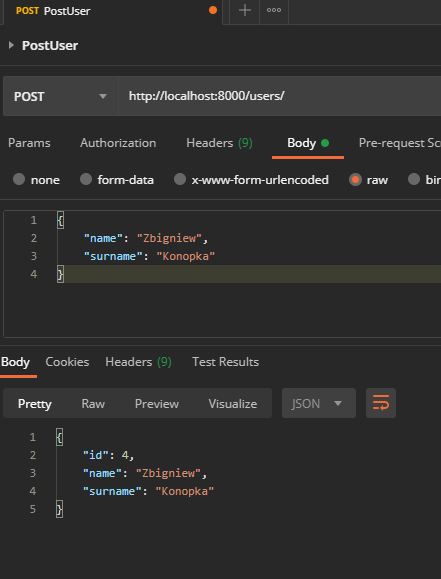 POST PostUser
PostUser
POST http://localhost:8000/users/
Params Authorization Headers (9) Body Pre-request Scr
none form-data x-www-form-urlencoded raw bin
1 {
2 "name": "Zbigniew",
3 "surname": "Konopka"
4 }
Body Cookies Headers (9) Test Results
Pretty Raw Preview Visualize JSON
1 {
2 "id": 4,
3 "name": "Zbigniew",
4 "surname": "Konopka"
5 }